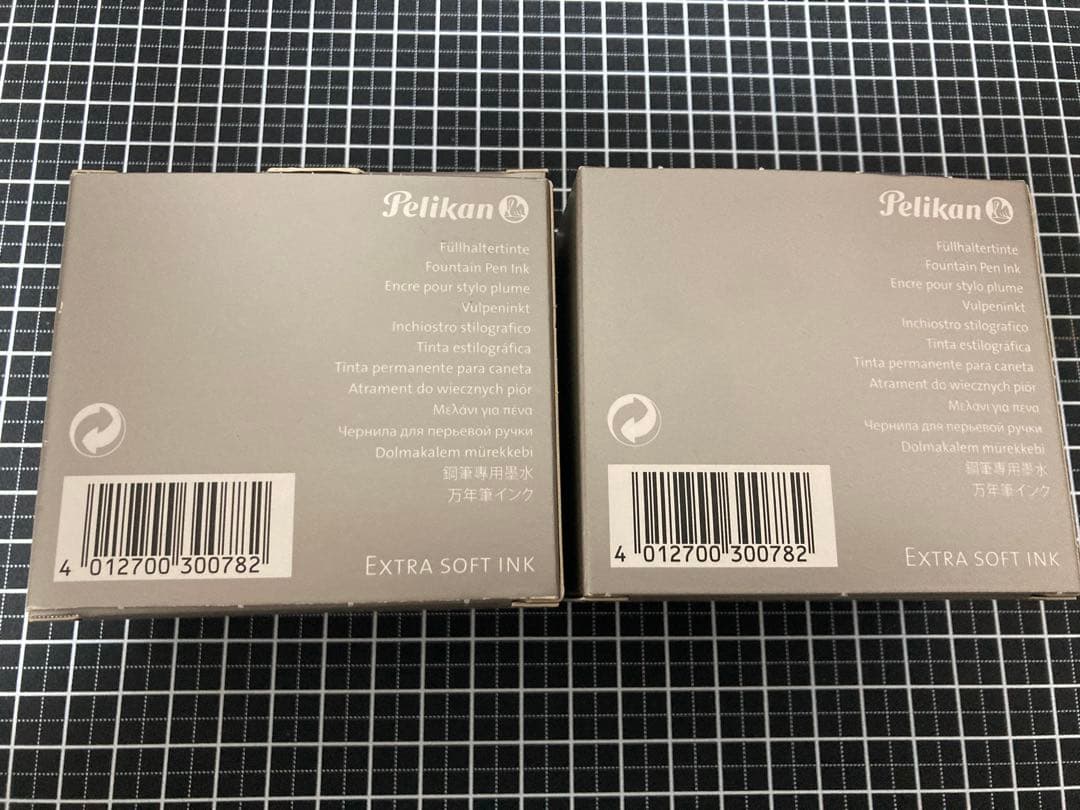 Pelikan
Füllhaltertinte
Fountain Pen Ink
Encre pour stylo plume
Vulpeninkt
Inchiostro stilografico
Tinta estilográfica
Tinta permanente para caneta
Atrament do wiecznych piór
Μελάνι για πένα
Чернила для перьевой ручки
Dolmakalem mürekkebi
鋼筆專用墨水
万年筆インク
4 012700 300782
EXTRA SOFT INK
Pelikan
Füllhaltertinte
Fountain Pen Ink
Encre pour stylo plume
Vulpeninkt
Inchiostro stilografico
Tinta estilográfica
Tinta permanente para caneta
Atrament do wiecznych piór
Μελάνι για πένα
Чернила для перьевой ручки
Dolmakalem mürekkebi
鋼筆專用墨水
万年筆インク
4 012700 300782
EXTRA SOFT INK